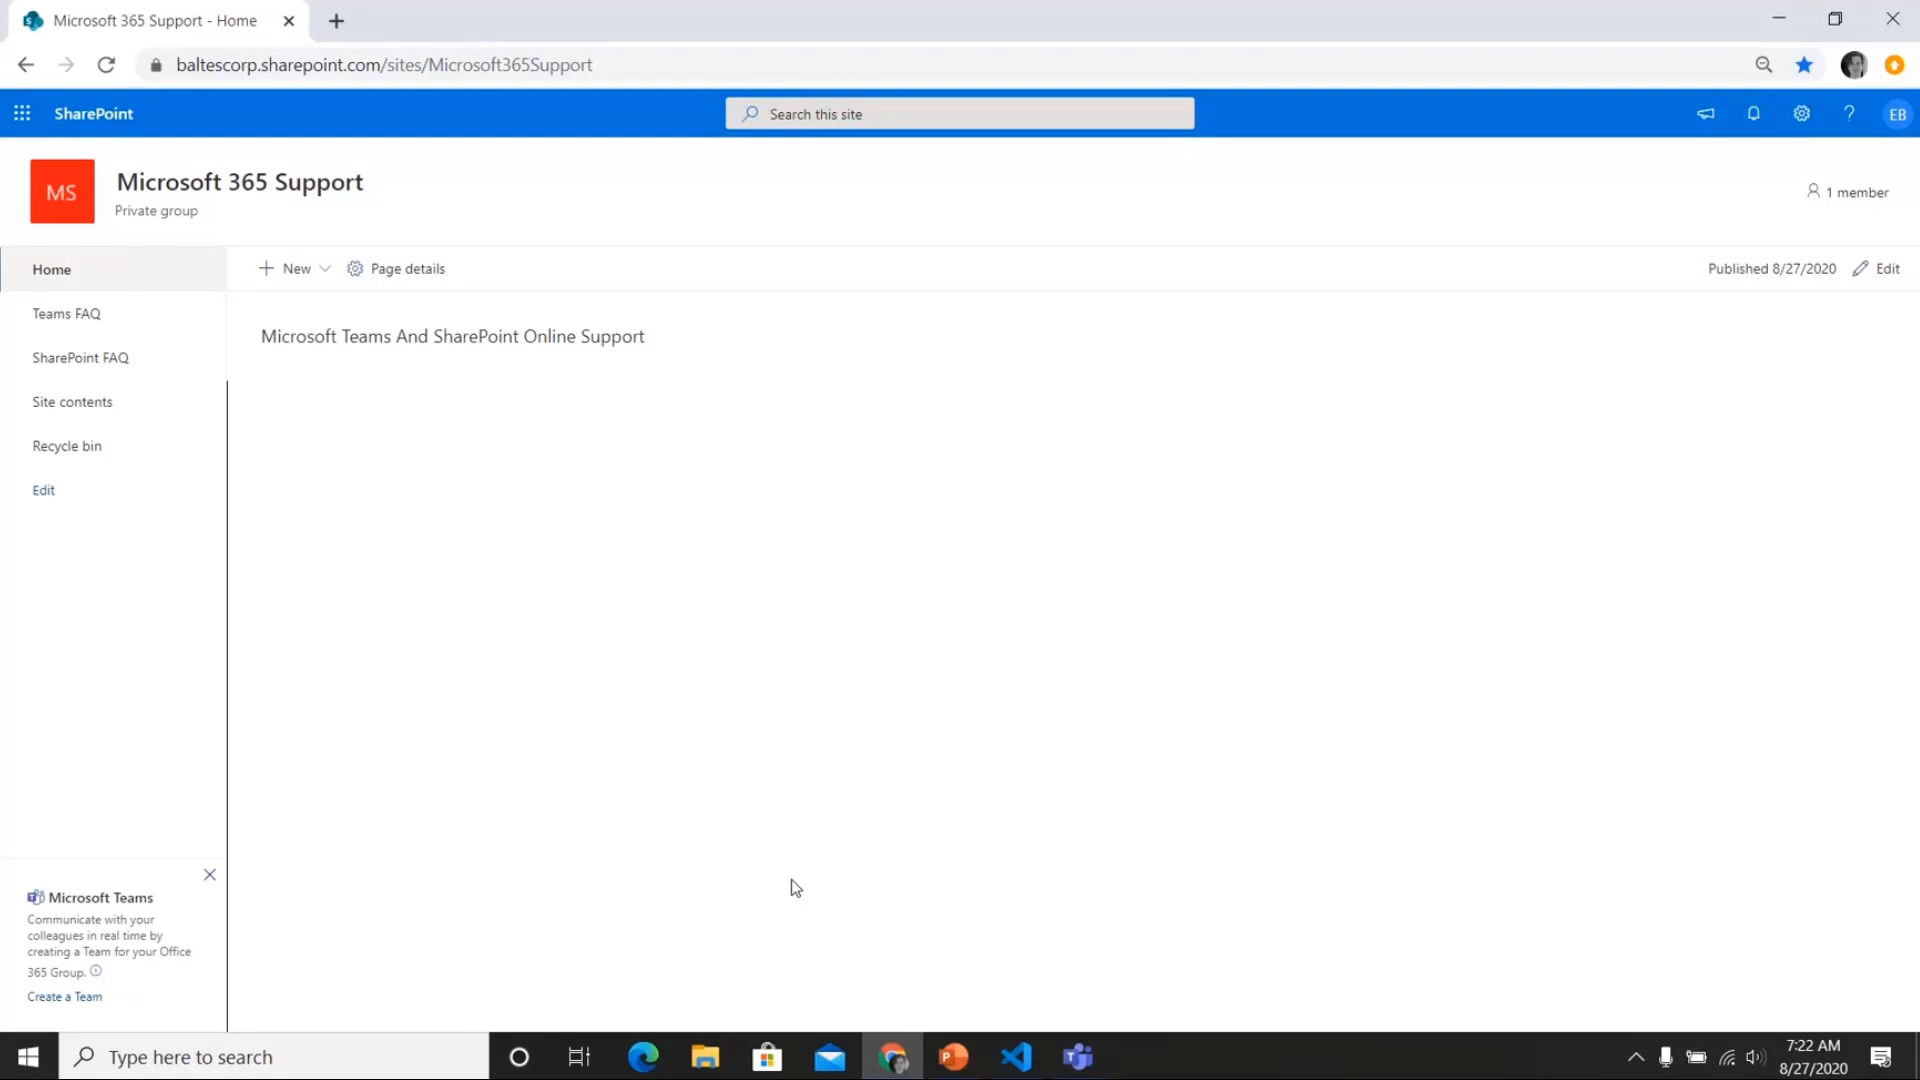 Microsoft 365 Support - Home
baltescorp.sharepoint.com/sites/Microsoft365Support
SharePoint
Search this site
EB
MS
Microsoft 365 Support
Private group
1 member
Home
New
Page details
Published 8/27/2020
Edit
Teams FAQ
SharePoint FAQ
Site contents
Recycle bin
Edit
Microsoft Teams And SharePoint Online Support
Microsoft Teams
Communicate with your
colleagues in real time by
creating a Team for your Office
365 Group.
Create a Team
Type here to search
7:22 AM
8/27/2020